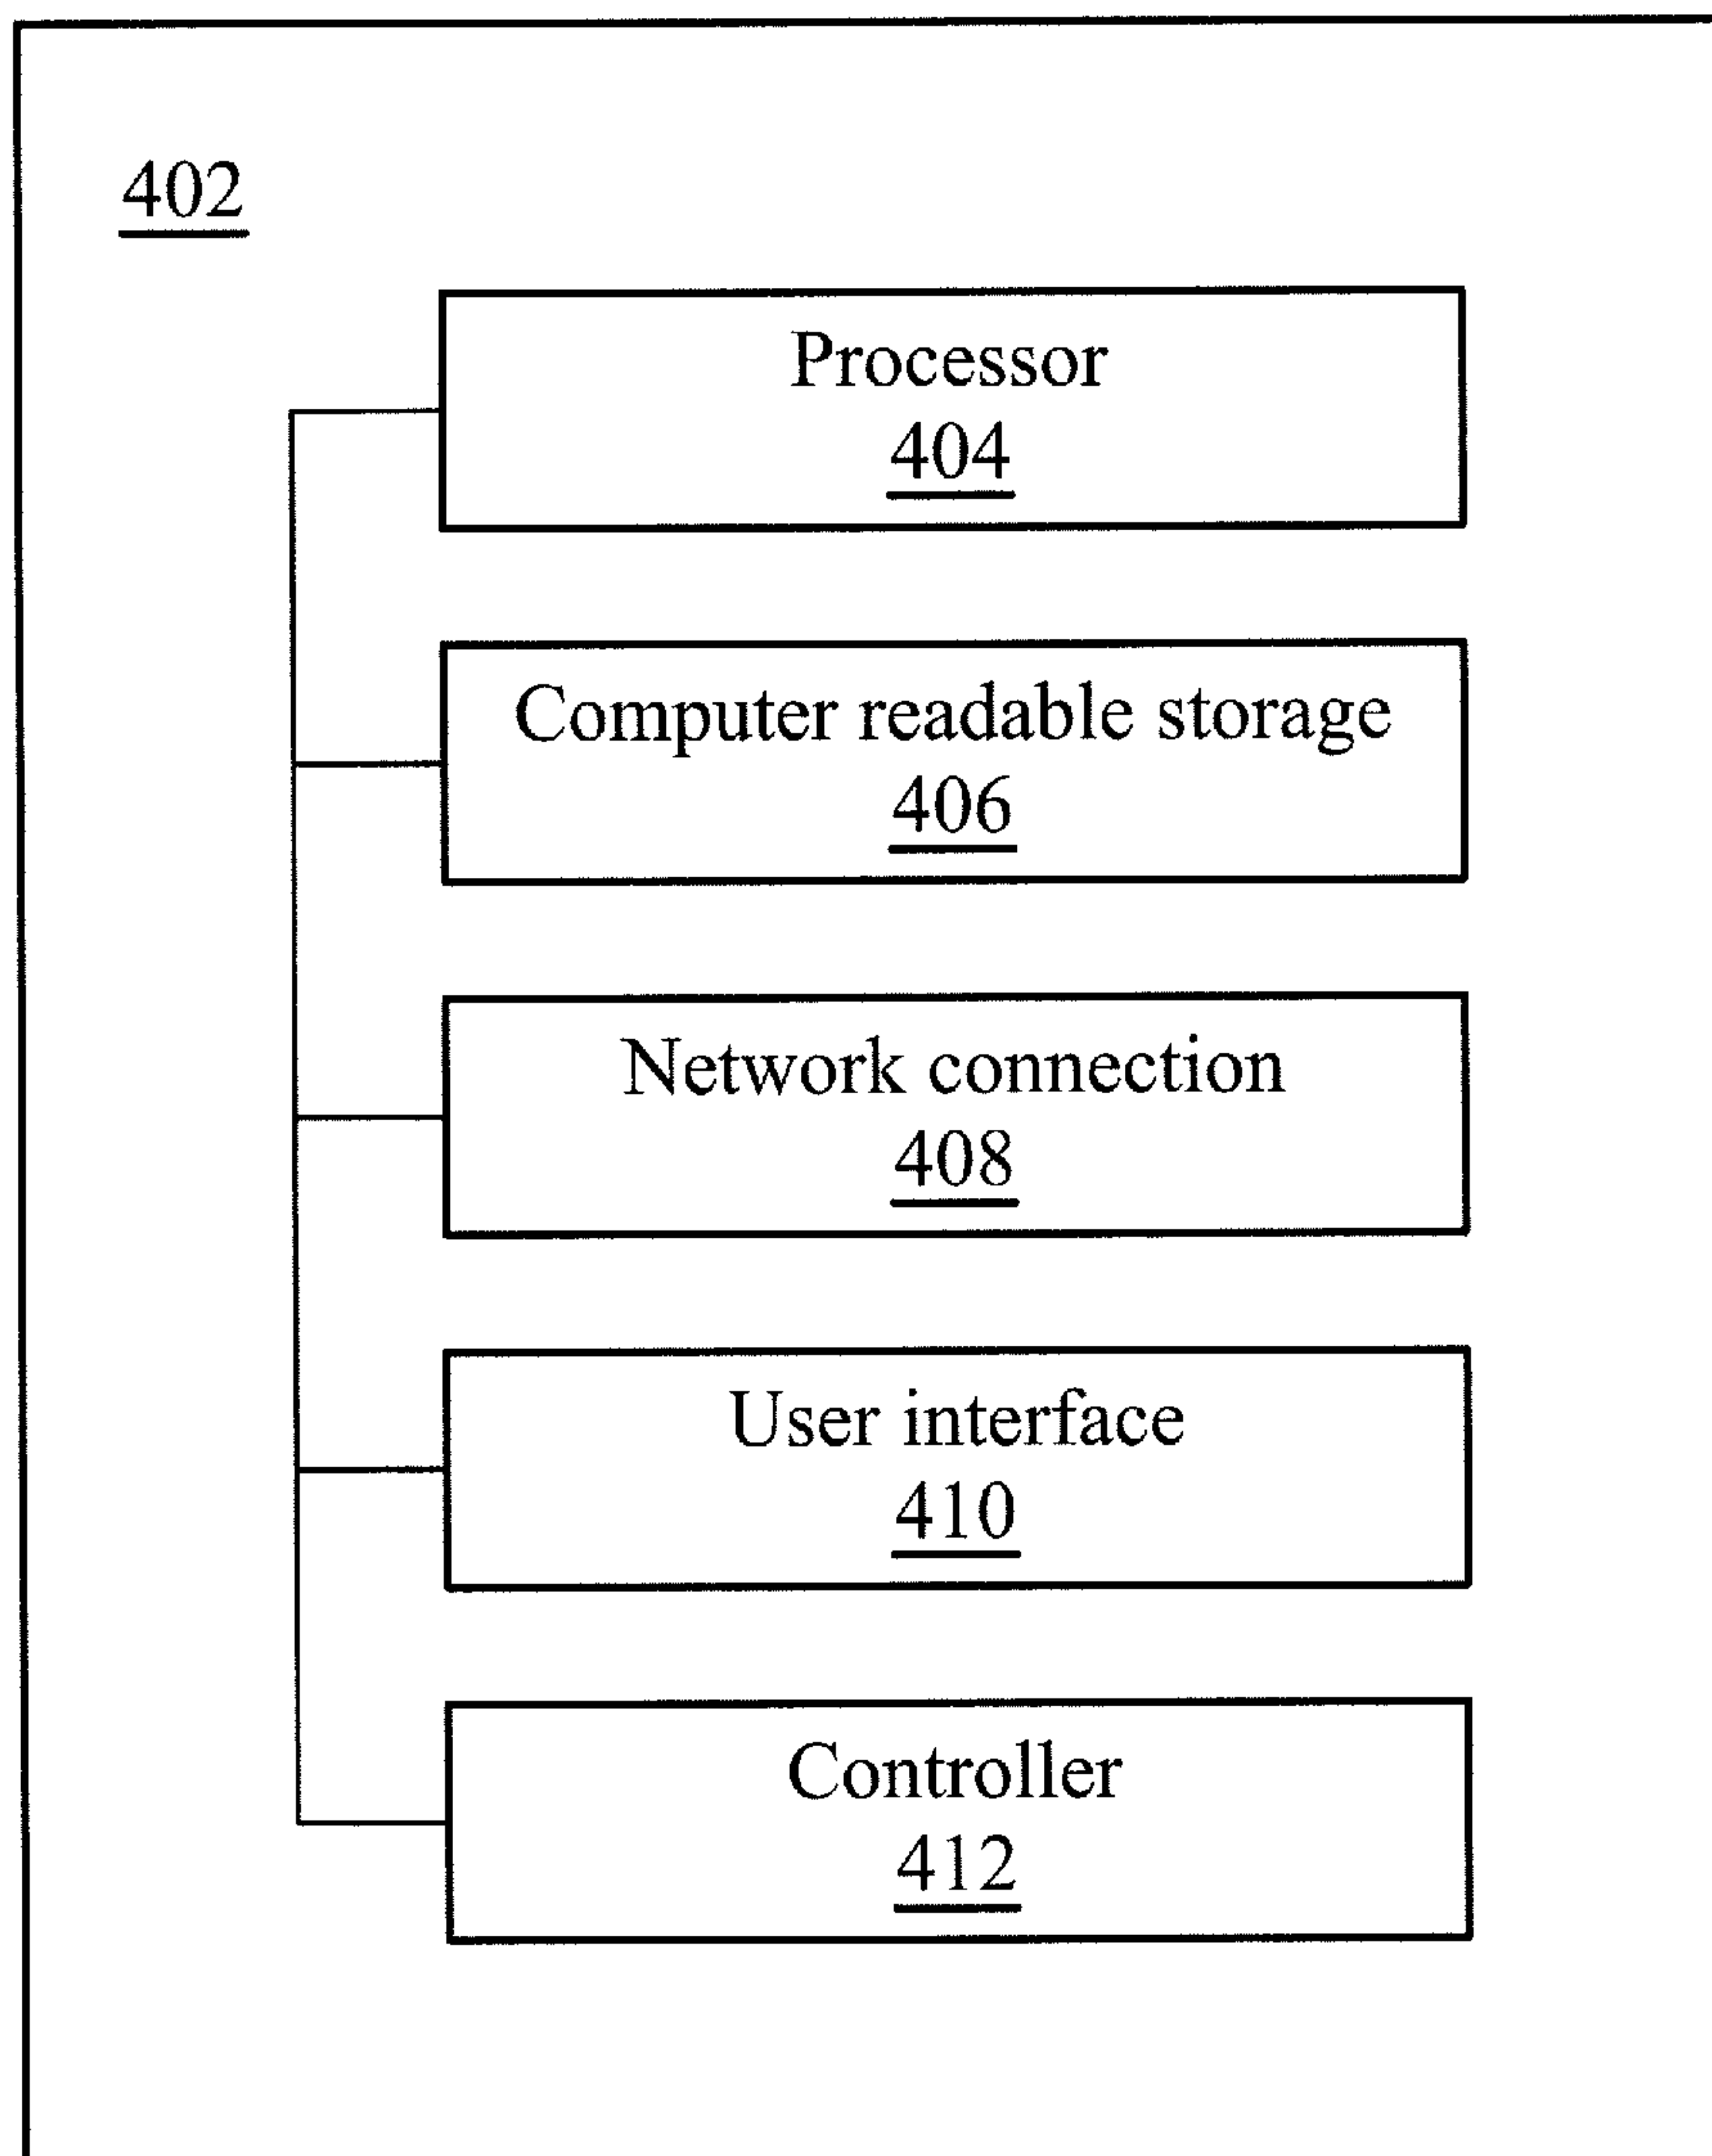 402
Processor
404
Computer readable storage
406
Network connection
408
User interface
410
Controller
412